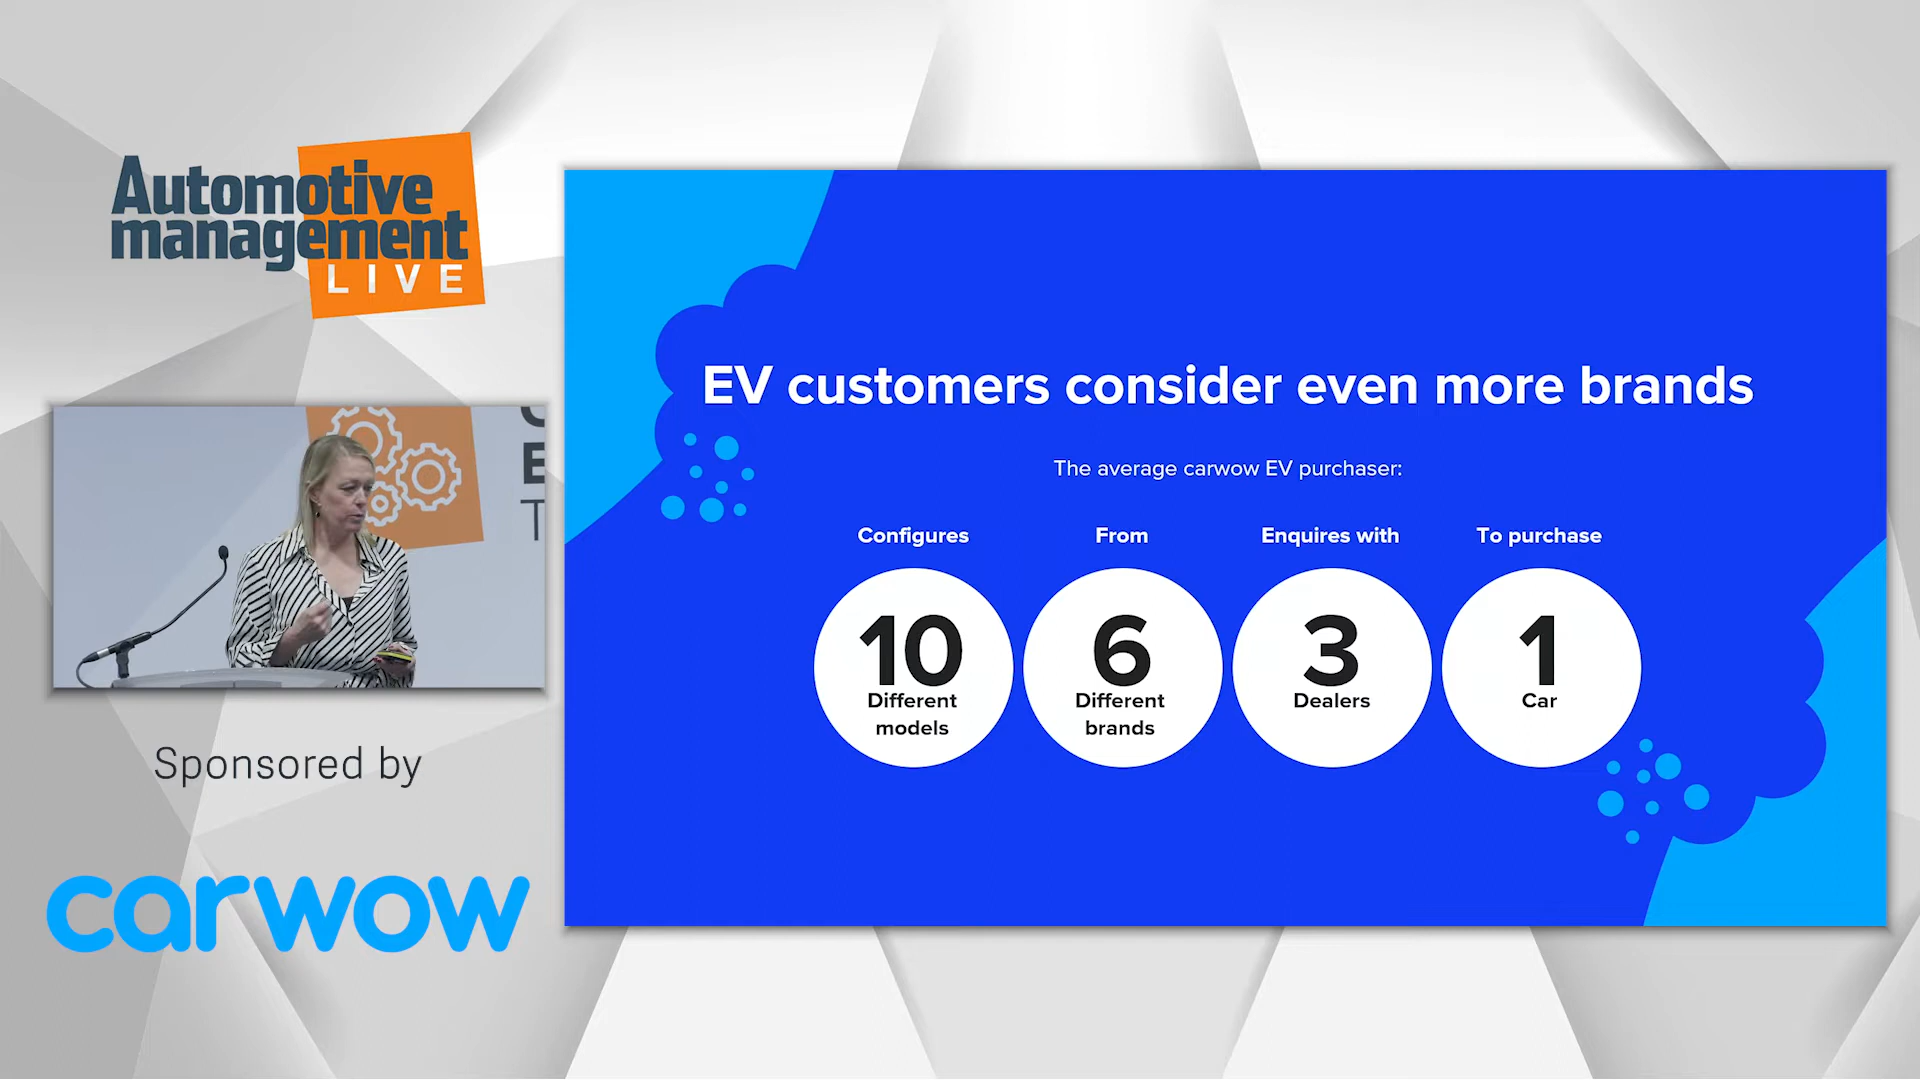 Automotive
management
LIVE
EV customers consider even more brands
The average carwow EV purchaser:
Configures
10
Different
models
From
6
Different
brands
Enquires with
3
Dealers
To purchase
1
Car
Sponsored by
carwow